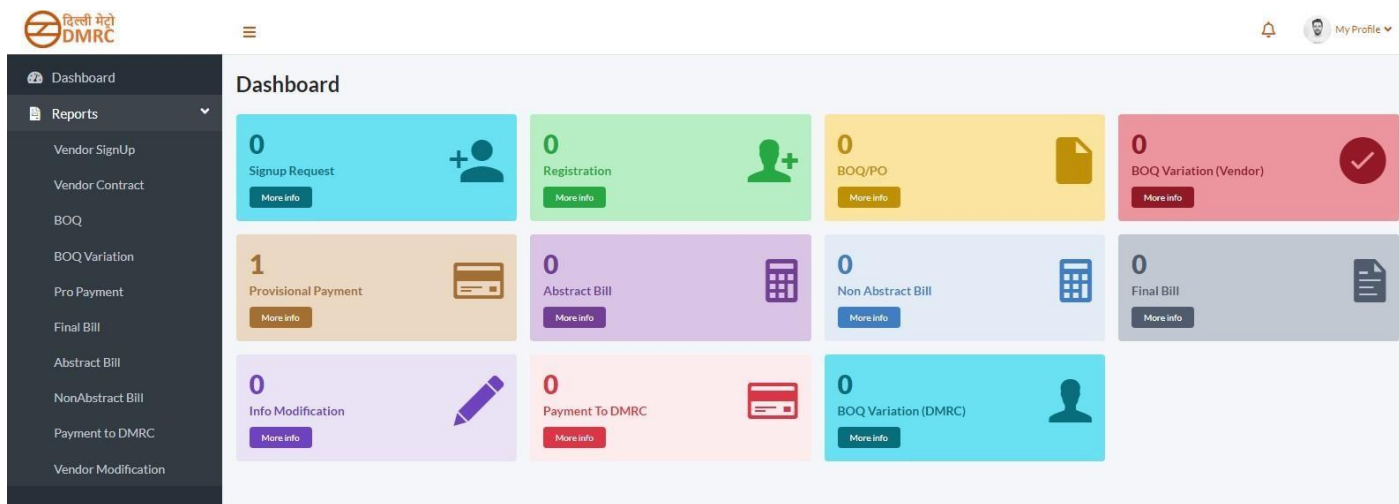 दिल्ली मेट्रो
DMRC
My Profile
Dashboard
Reports
Vendor SignUp
Vendor Contract
BOQ
BOQ Variation
Pro Payment
Final Bill
Abstract Bill
NonAbstract Bill
Payment to DMRC
Vendor Modification
Dashboard
0
Signup Request
More info
0
Registration
More info
0
BOQ/PO
More info
0
BOQ Variation (Vendor)
More info
1
Provisional Payment
More info
0
Abstract Bill
More info
0
Non Abstract Bill
More info
0
Final Bill
More info
0
Info Modification
More info
0
Payment To DMRC
More info
0
BOQ Variation (DMRC)
More info